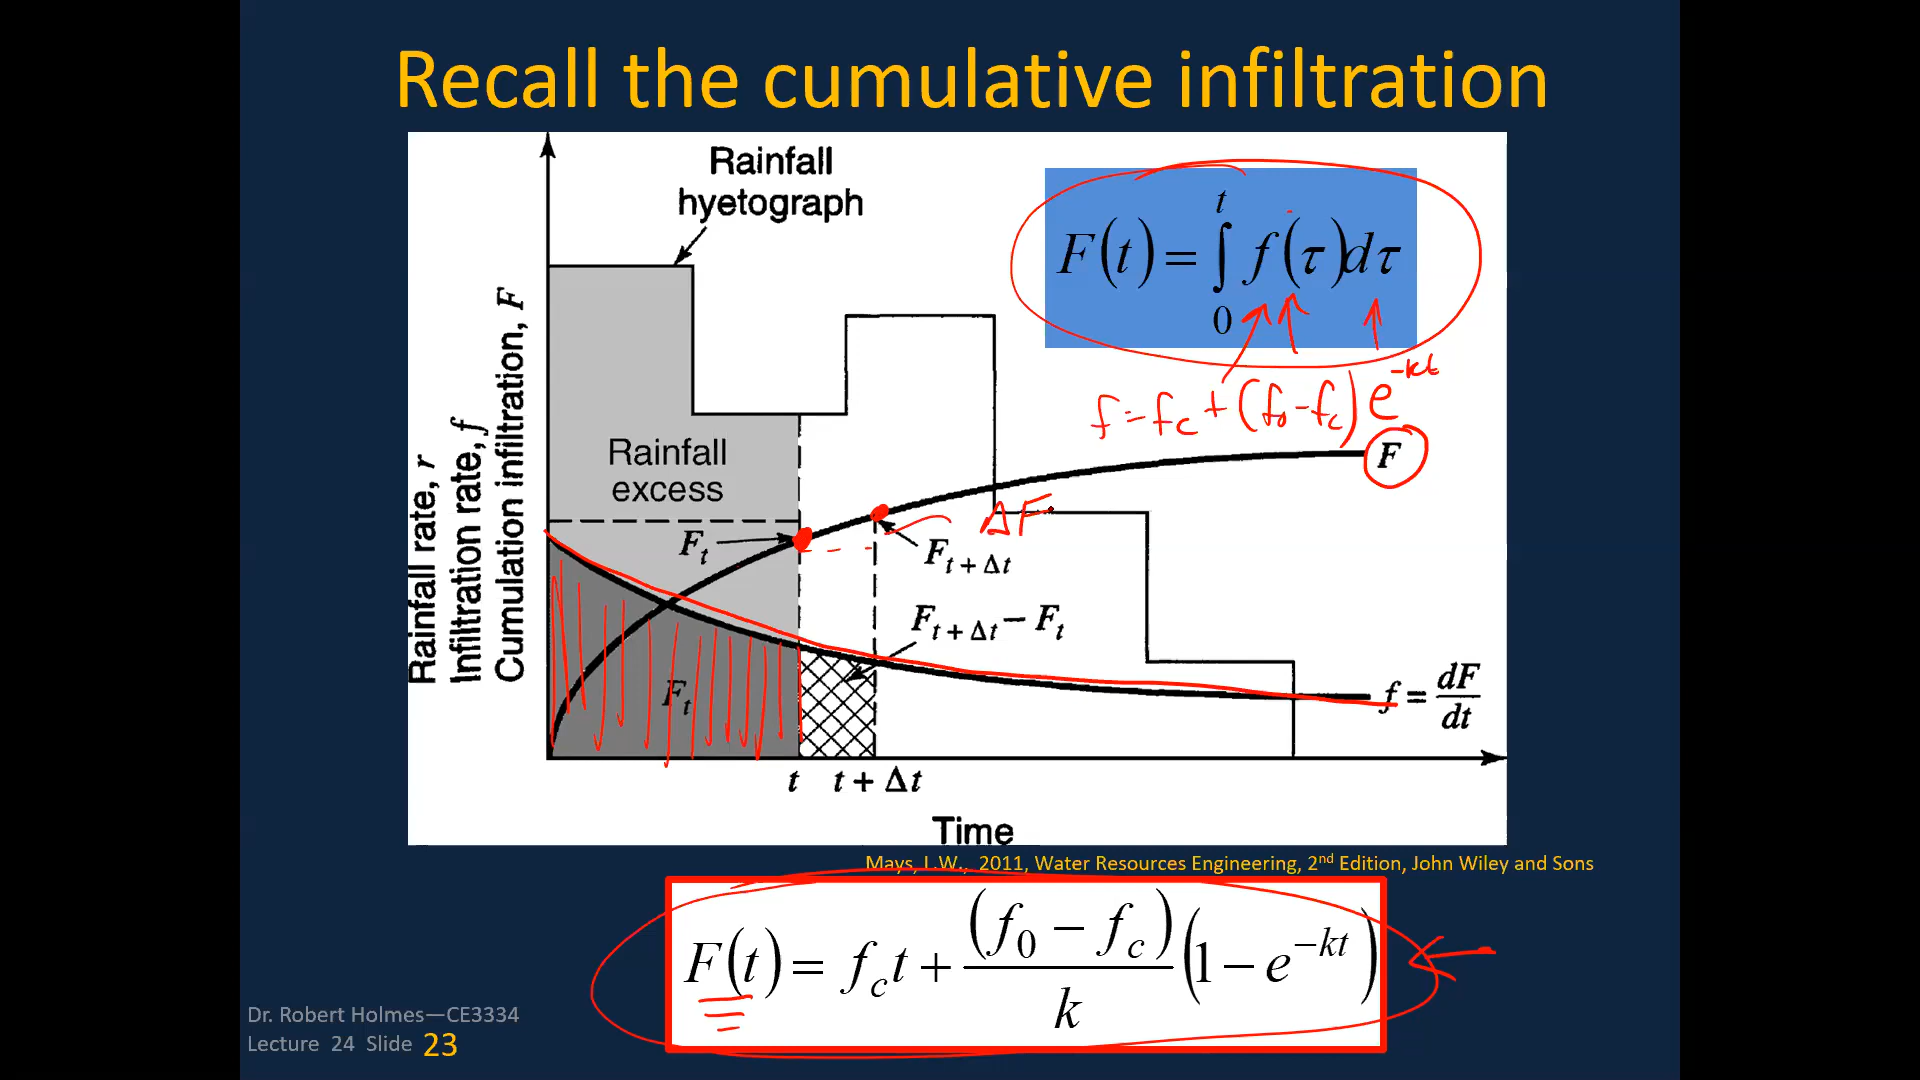 Recall the cumulative infiltration
Rainfall
hyetograph
F(t) = ∫₀ᵗ f(τ)dτ
f = fc + (f0 - fc) e^-kt
Rainfall rate, r
Infiltration rate, f
Cumulation infiltration, F
Rainfall
excess
F
ΔF
Ft
Ft + Δt
Ft + Δt − Ft
Ft
f = dF/dt
t
t + Δt
Time
Mays, L.W., 2011, Water Resources Engineering, 2nd Edition, John Wiley and Sons
F(t) = fct + (f0 − fc)/k (1 − e^−kt)
Dr. Robert Holmes—CE3334
Lecture 24 Slide 23